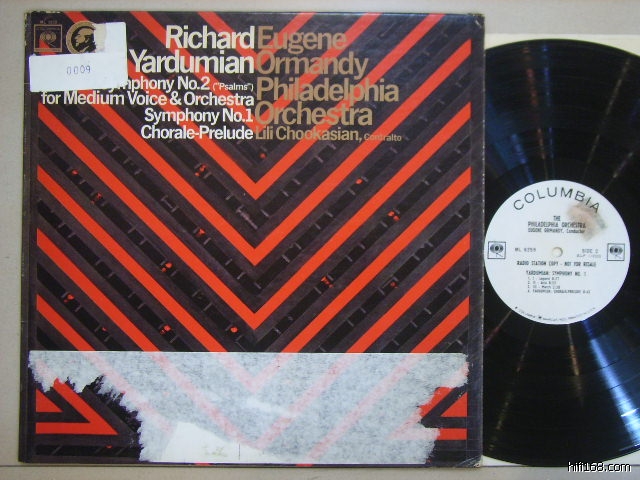 Richard Eugene
Yardumian Ormandy
Symphony No.2 ("Psalms") Philadelphia
for Medium Voice & Orchestra Orchestra
Symphony No.1
Chorale-Prelude Lili Chookasian, Contralto
0009
COLUMBIA
THE
PHILADELPHIA ORCHESTRA
EUGENE ORMANDY, Conductor
SIDE 2
RADIO STATION COPY - NOT FOR RESALE
YARDUMIAN: SYMPHONY NO. 1
hifi168.com